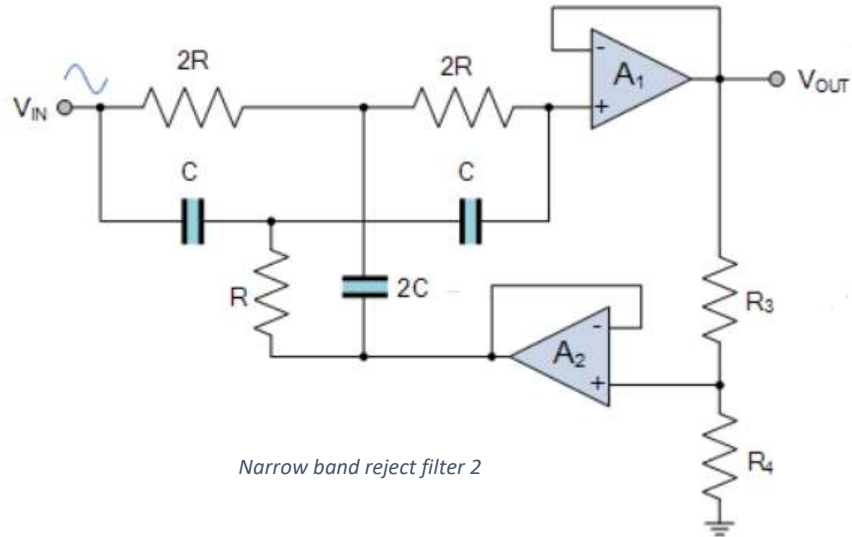 2R
2R
A₁
-
+
V_IN
V_OUT
C
C
R
2C
R₃
A₂
-
+
R₄
Narrow band reject filter 2